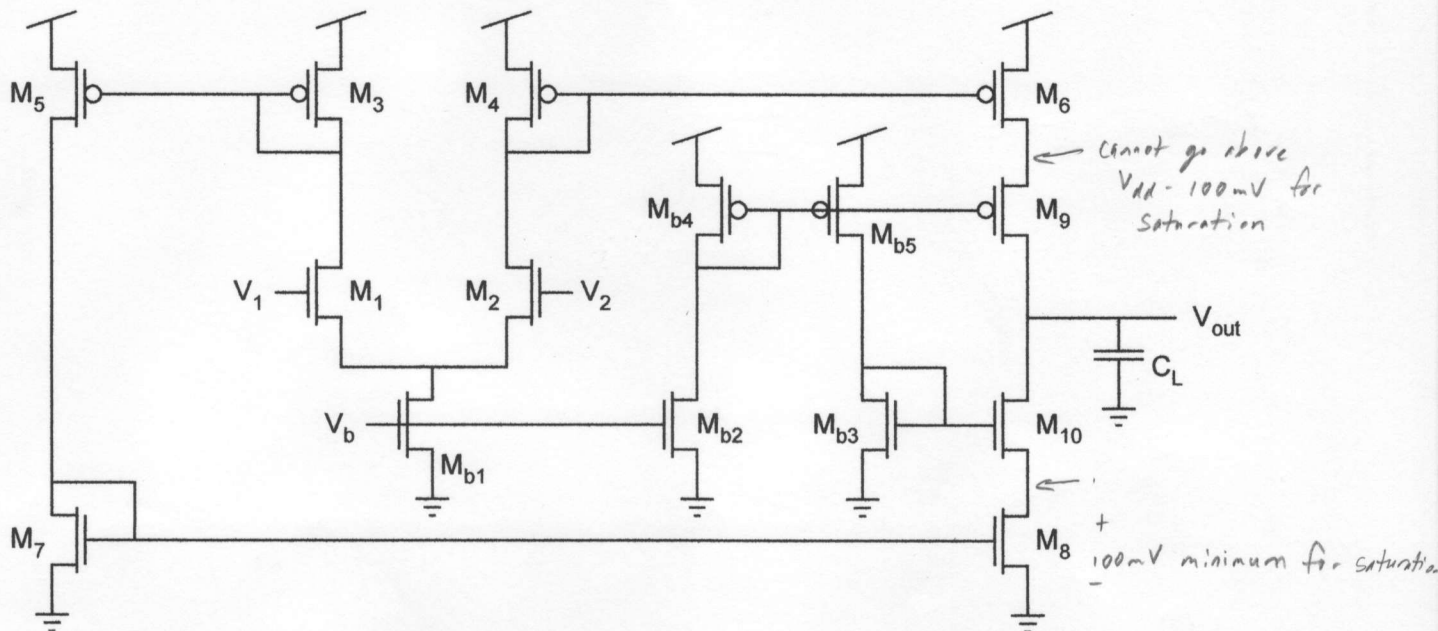 M5
M3
M4
M6
cannot go above
Vdd - 100mV for
saturation
Mb4
Mb5
M9
V1
M1
M2
V2
Vout
CL
Vb
Mb1
Mb2
Mb3
M10
M7
M8
+
100mV minimum for saturation
-